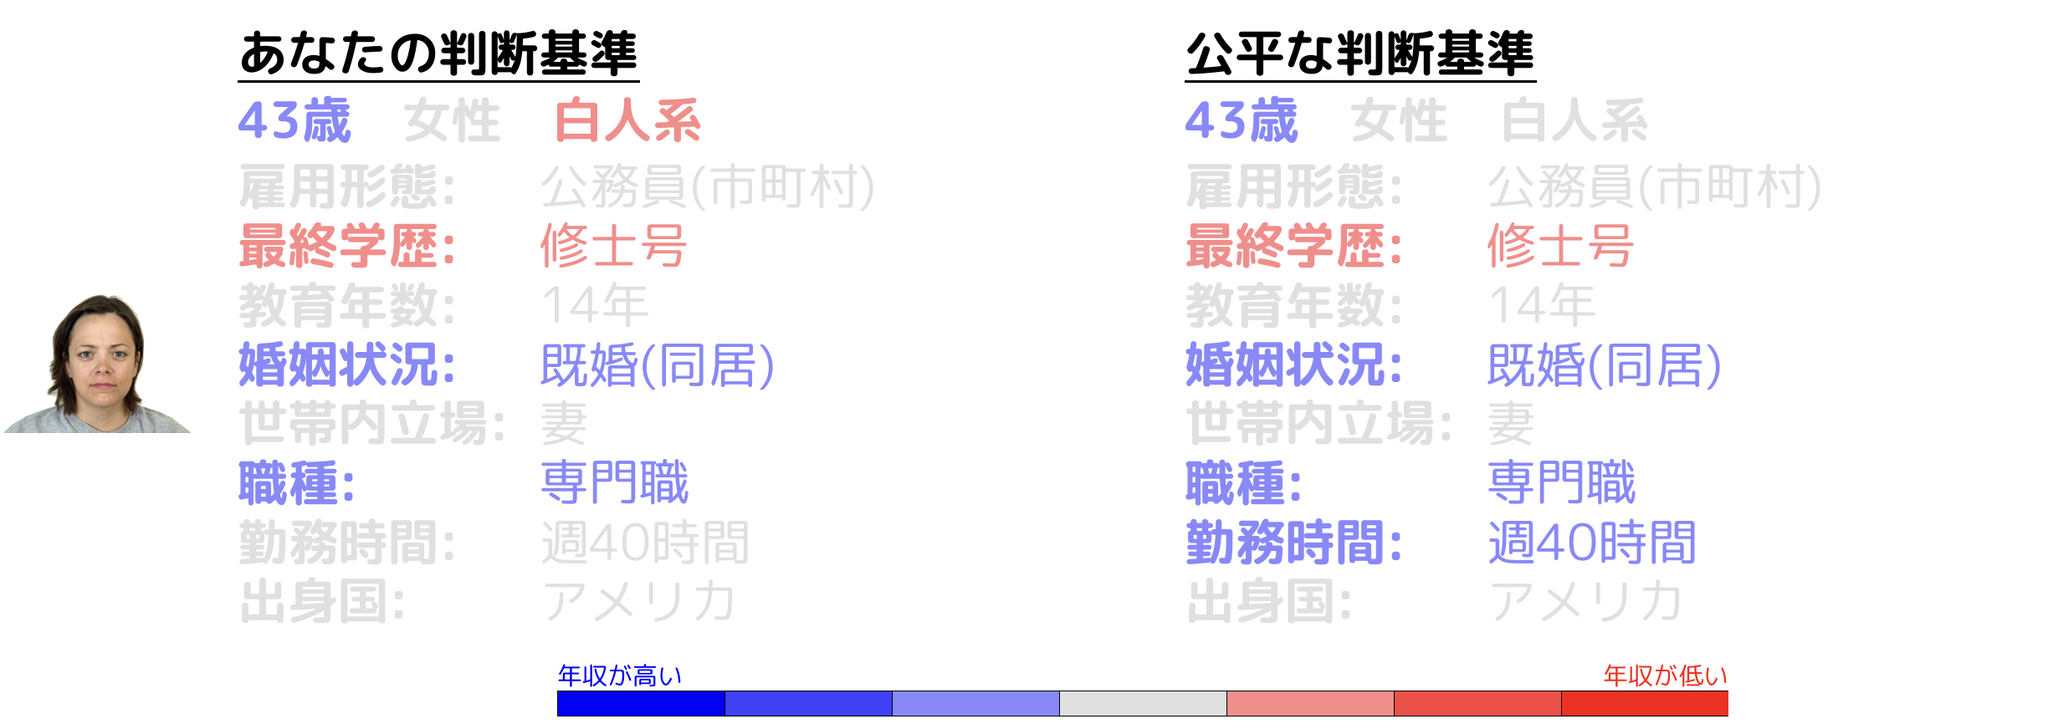 あなたの判断基準
43歳 女性 白人系
雇用形態: 公務員(市町村)
最終学歴: 修士号
教育年数: 14年
婚姻状況: 既婚(同居)
世帯内立場: 妻
職種: 専門職
勤務時間: 週40時間
出身国: アメリカ
公平な判断基準
43歳 女性 白人系
雇用形態: 公務員(市町村)
最終学歴: 修士号
教育年数: 14年
婚姻状況: 既婚(同居)
世帯内立場: 妻
職種: 専門職
勤務時間: 週40時間
出身国: アメリカ
年収が高い
年収が低い